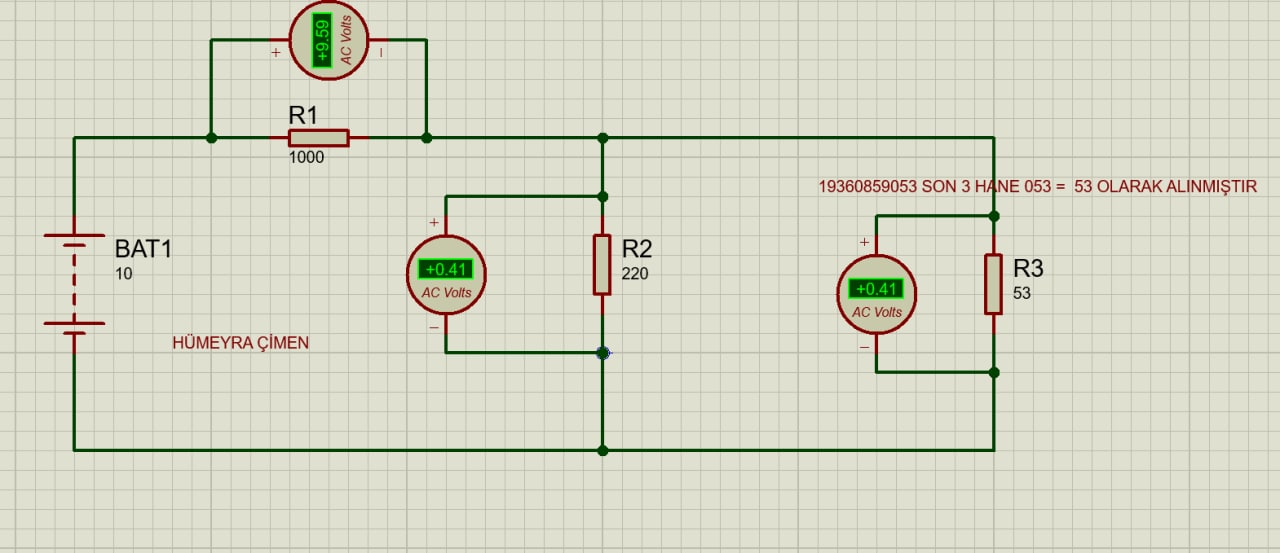 +9.59
AC Volts
R1
1000
19360859053 SON 3 HANE 053 = 53 OLARAK ALINMIŞTIR
BAT1
10
+0.41
AC Volts
R2
220
+0.41
AC Volts
R3
53
HÜMEYRA ÇİMEN